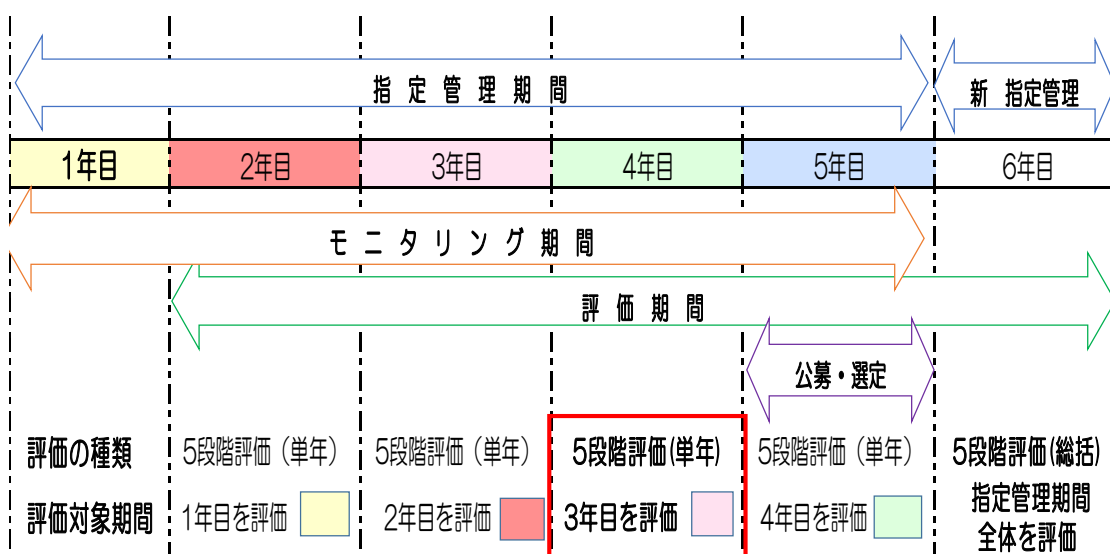 指定管理期間
新 指定管理
1年目 2年目 3年目 4年目 5年目 6年目
モニタリング期間
評価期間
公募・選定
評価の種類 5段階評価（単年） 5段階評価（単年） 5段階評価(単年) 5段階評価（単年） 5段階評価(総括)
評価対象期間 1年目を評価 2年目を評価 3年目を評価 4年目を評価 指定管理期間
全体を評価